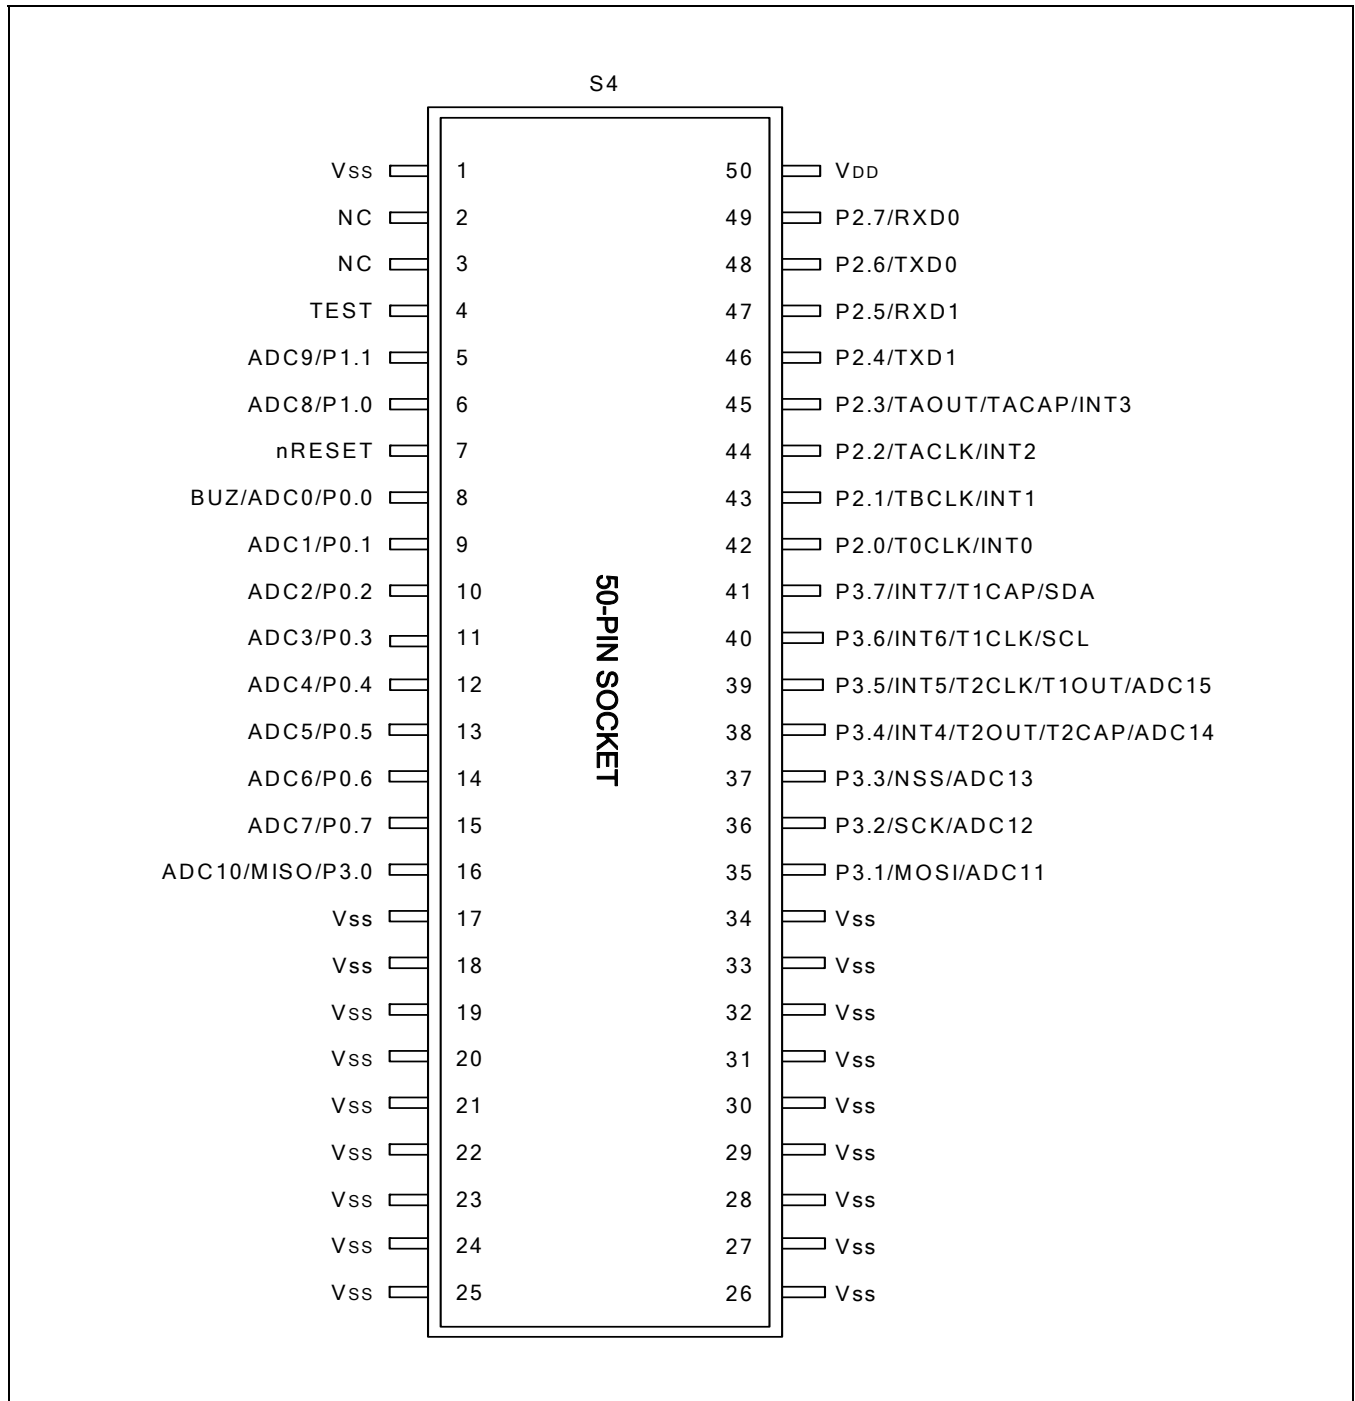 S4
Vss 1 50 VDD
NC 2 49 P2.7/RXD0
NC 3 48 P2.6/TXD0
TEST 4 47 P2.5/RXD1
ADC9/P1.1 5 46 P2.4/TXD1
ADC8/P1.0 6 45 P2.3/TAOUT/TACAP/INT3
nRESET 7 44 P2.2/TACLK/INT2
BUZ/ADC0/P0.0 8 43 P2.1/TBCLK/INT1
ADC1/P0.1 9 42 P2.0/T0CLK/INT0
ADC2/P0.2 10 41 P3.7/INT7/T1CAP/SDA
ADC3/P0.3 11 40 P3.6/INT6/T1CLK/SCL
ADC4/P0.4 12 39 P3.5/INT5/T2CLK/T1OUT/ADC15
ADC5/P0.5 13 38 P3.4/INT4/T2OUT/T2CAP/ADC14
ADC6/P0.6 14 37 P3.3/NSS/ADC13
ADC7/P0.7 15 36 P3.2/SCK/ADC12
ADC10/MISO/P3.0 16 35 P3.1/MOSI/ADC11
Vss 17 34 Vss
Vss 18 33 Vss
Vss 19 32 Vss
Vss 20 31 Vss
Vss 21 30 Vss
Vss 22 29 Vss
Vss 23 28 Vss
Vss 24 27 Vss
Vss 25 26 Vss
50-PIN SOCKET